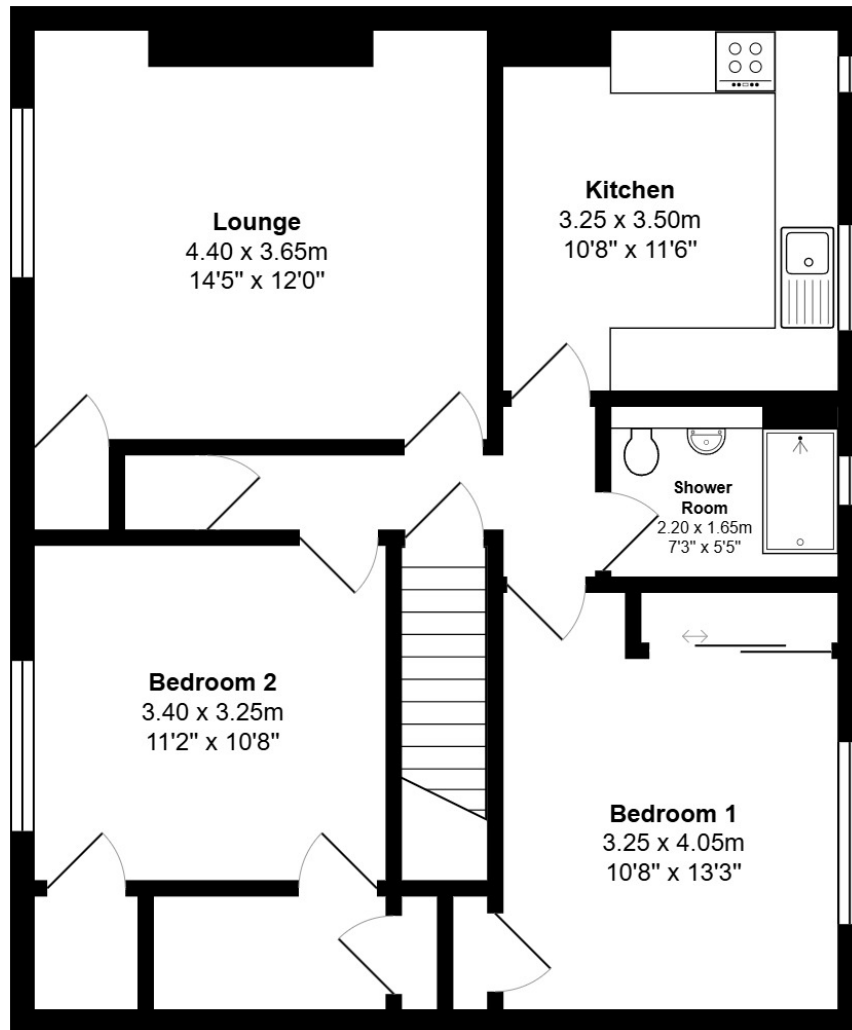 Lounge
4.40 x 3.65m
14'5" x 12'0"
Kitchen
3.25 x 3.50m
10'8" x 11'6"
Shower
Room
2.20 x 1.65m
7'3" x 5'5"
Bedroom 2
3.40 x 3.25m
11'2" x 10'8"
Bedroom 1
3.25 x 4.05m
10'8" x 13'3"